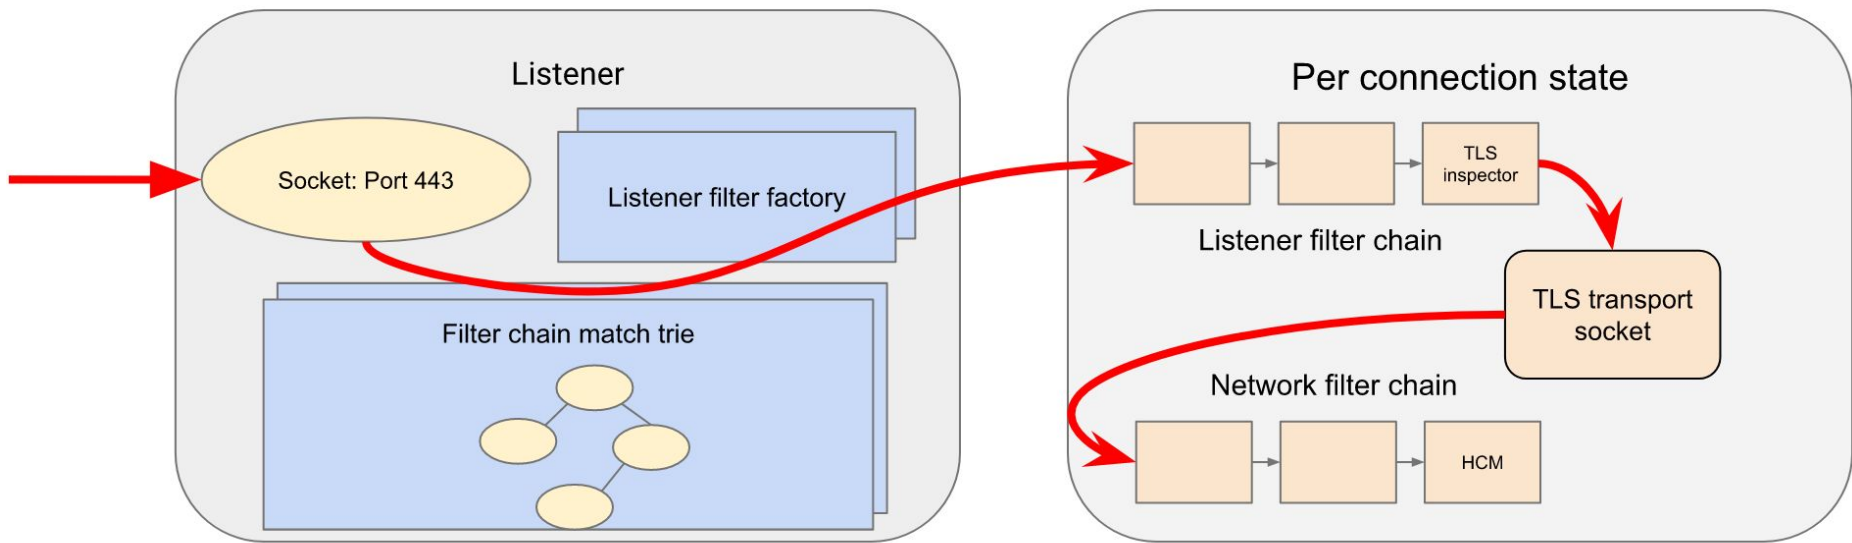 Listener
Socket: Port 443
Listener filter factory
Filter chain match trie
Per connection state
TLS
inspector
Listener filter chain
TLS transport
socket
Network filter chain
HCM